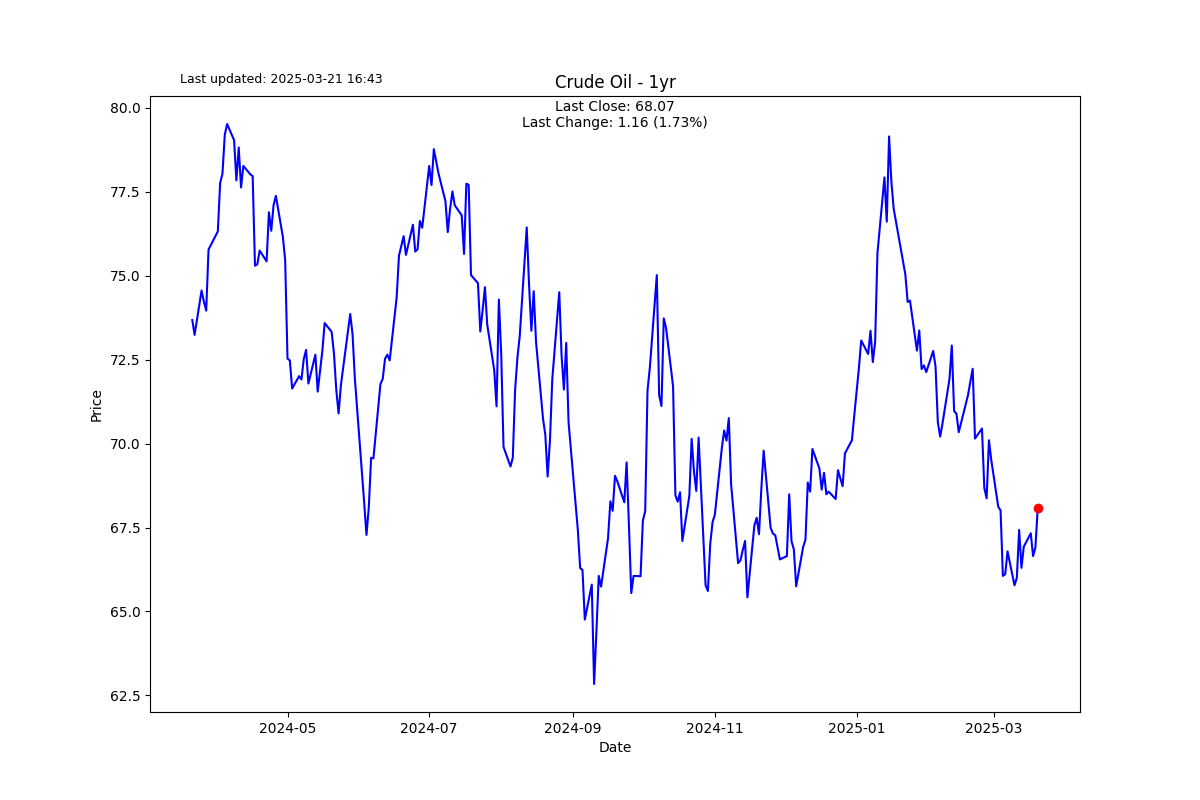 Last updated: 2025-03-21 16:43
Crude Oil - 1yr
Last Close: 68.07
Last Change: 1.16 (1.73%)
80.0
77.5
75.0
72.5
70.0
67.5
65.0
62.5
Price
2024-05
2024-07
2024-09
2024-11
2025-01
2025-03
Date